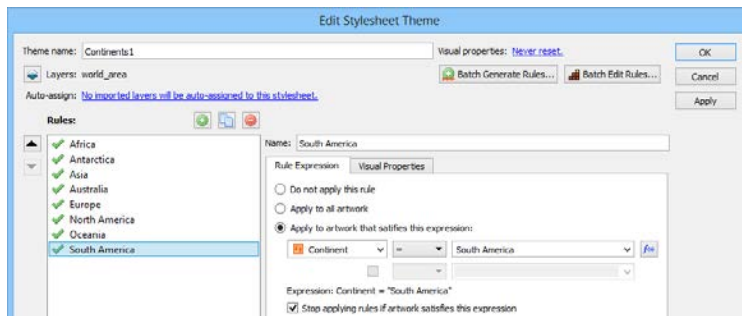 Edit Stylesheet Theme
Theme name: Continents1 Visual properties: Never reset. OK
Layers: world_area Batch Generate Rules... Batch Edit Rules... Cancel
Auto-assign: No imported layers will be auto-assigned to this stylesheet. Apply
Rules:
Name: South America
Africa
Antarctica
Asia
Australia
Europe
North America
Oceania
South America
Rule Expression Visual Properties
Do not apply this rule
Apply to all artwork
Apply to artwork that satifies this expression:
Continent = South America
Expression: Continent = "South America"
Stop applying rules if artwork satisfies this expression